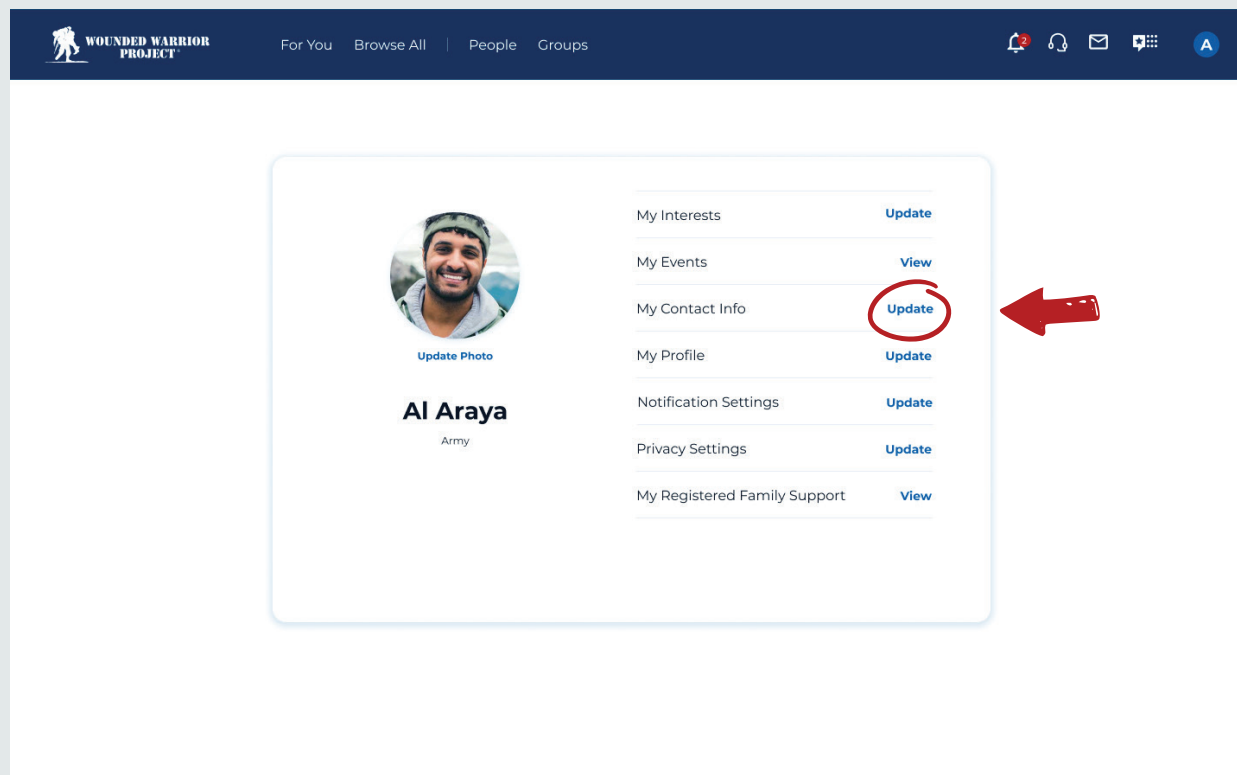 WOUNDED WARRIOR
PROJECT
For You Browse All | People Groups
2
A
My Interests Update
My Events View
My Contact Info Update
Update Photo
My Profile Update
Al Araya
Notification Settings Update
Army
Privacy Settings Update
My Registered Family Support View